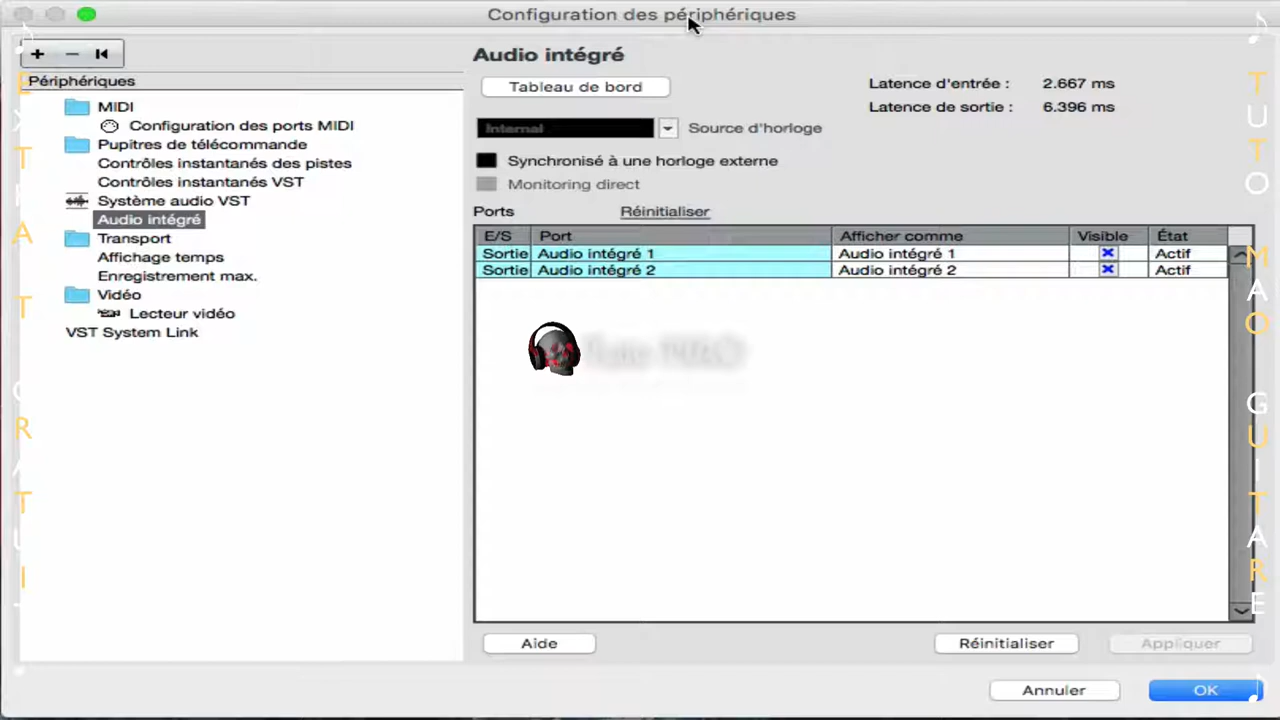 Configuration des périphériques
Périphériques
MIDI
Configuration des ports MIDI
Pupitres de télécommande
Contrôles instantanés des pistes
Contrôles instantanés VST
Système audio VST
Audio intégré
Transport
Affichage temps
Enregistrement max.
Vidéo
Lecteur vidéo
VST System Link
Audio intégré
Tableau de bord
Latence d'entrée : 2.667 ms
Latence de sortie : 6.396 ms
Internal Source d'horloge
Synchronisé à une horloge externe
Monitoring direct
Ports Réinitialiser
E/S Port Afficher comme Visible État
Sortie Audio intégré 1 Audio intégré 1 Actif
Sortie Audio intégré 2 Audio intégré 2 Actif
Aide Réinitialiser Appliquer
Annuler OK
TUTO MAO GUITARE